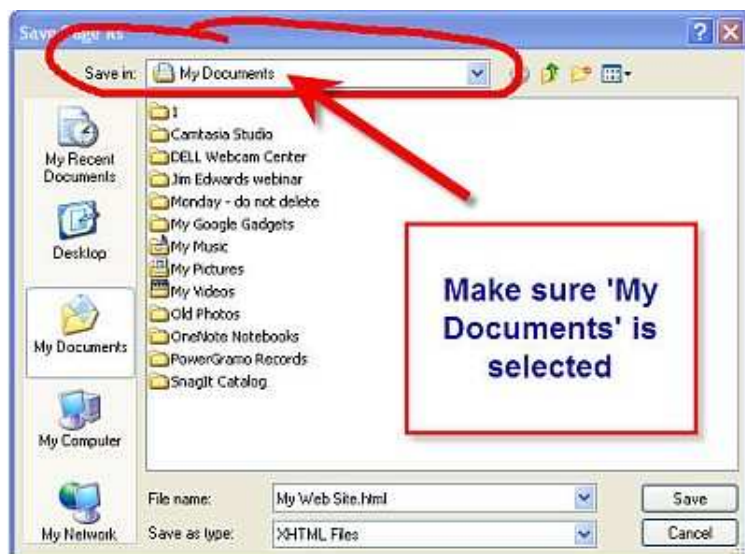 Save Page As
Save in: My Documents
My Recent
Documents
Desktop
My Documents
My Computer
My Network
1
Camtasia Studio
DELL Webcam Center
Jim Edwards webinar
Monday - do not delete
My Google Gadgets
My Music
My Pictures
My Videos
Old Photos
OneNote Notebooks
PowerGramo Records
SnagIt Catalog
Make sure 'My
Documents' is
selected
File name: My Web Site.html Save
Save as type: XHTML Files Cancel